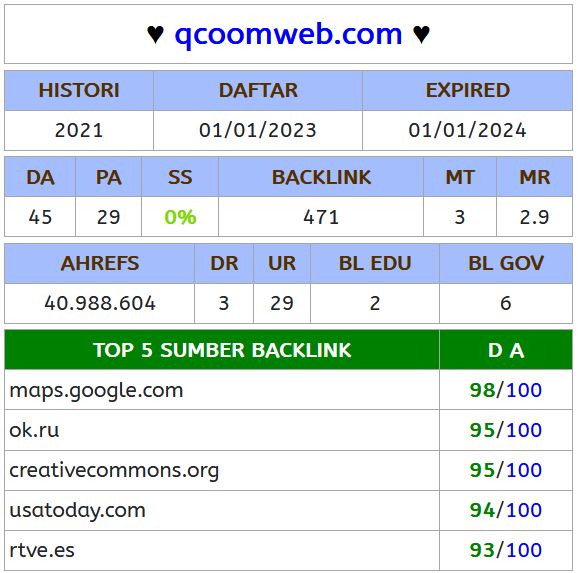 ♥ qcoomweb.com ♥
HISTORI DAFTAR EXPIRED
2021 01/01/2023 01/01/2024
DA PA SS BACKLINK MT MR
45 29 0% 471 3 2.9
AHREFS DR UR BL EDU BL GOV
40.988.604 3 29 2 6
TOP 5 SUMBER BACKLINK D A
maps.google.com 98/100
ok.ru 95/100
creativecommons.org 95/100
usatoday.com 94/100
rtve.es 93/100